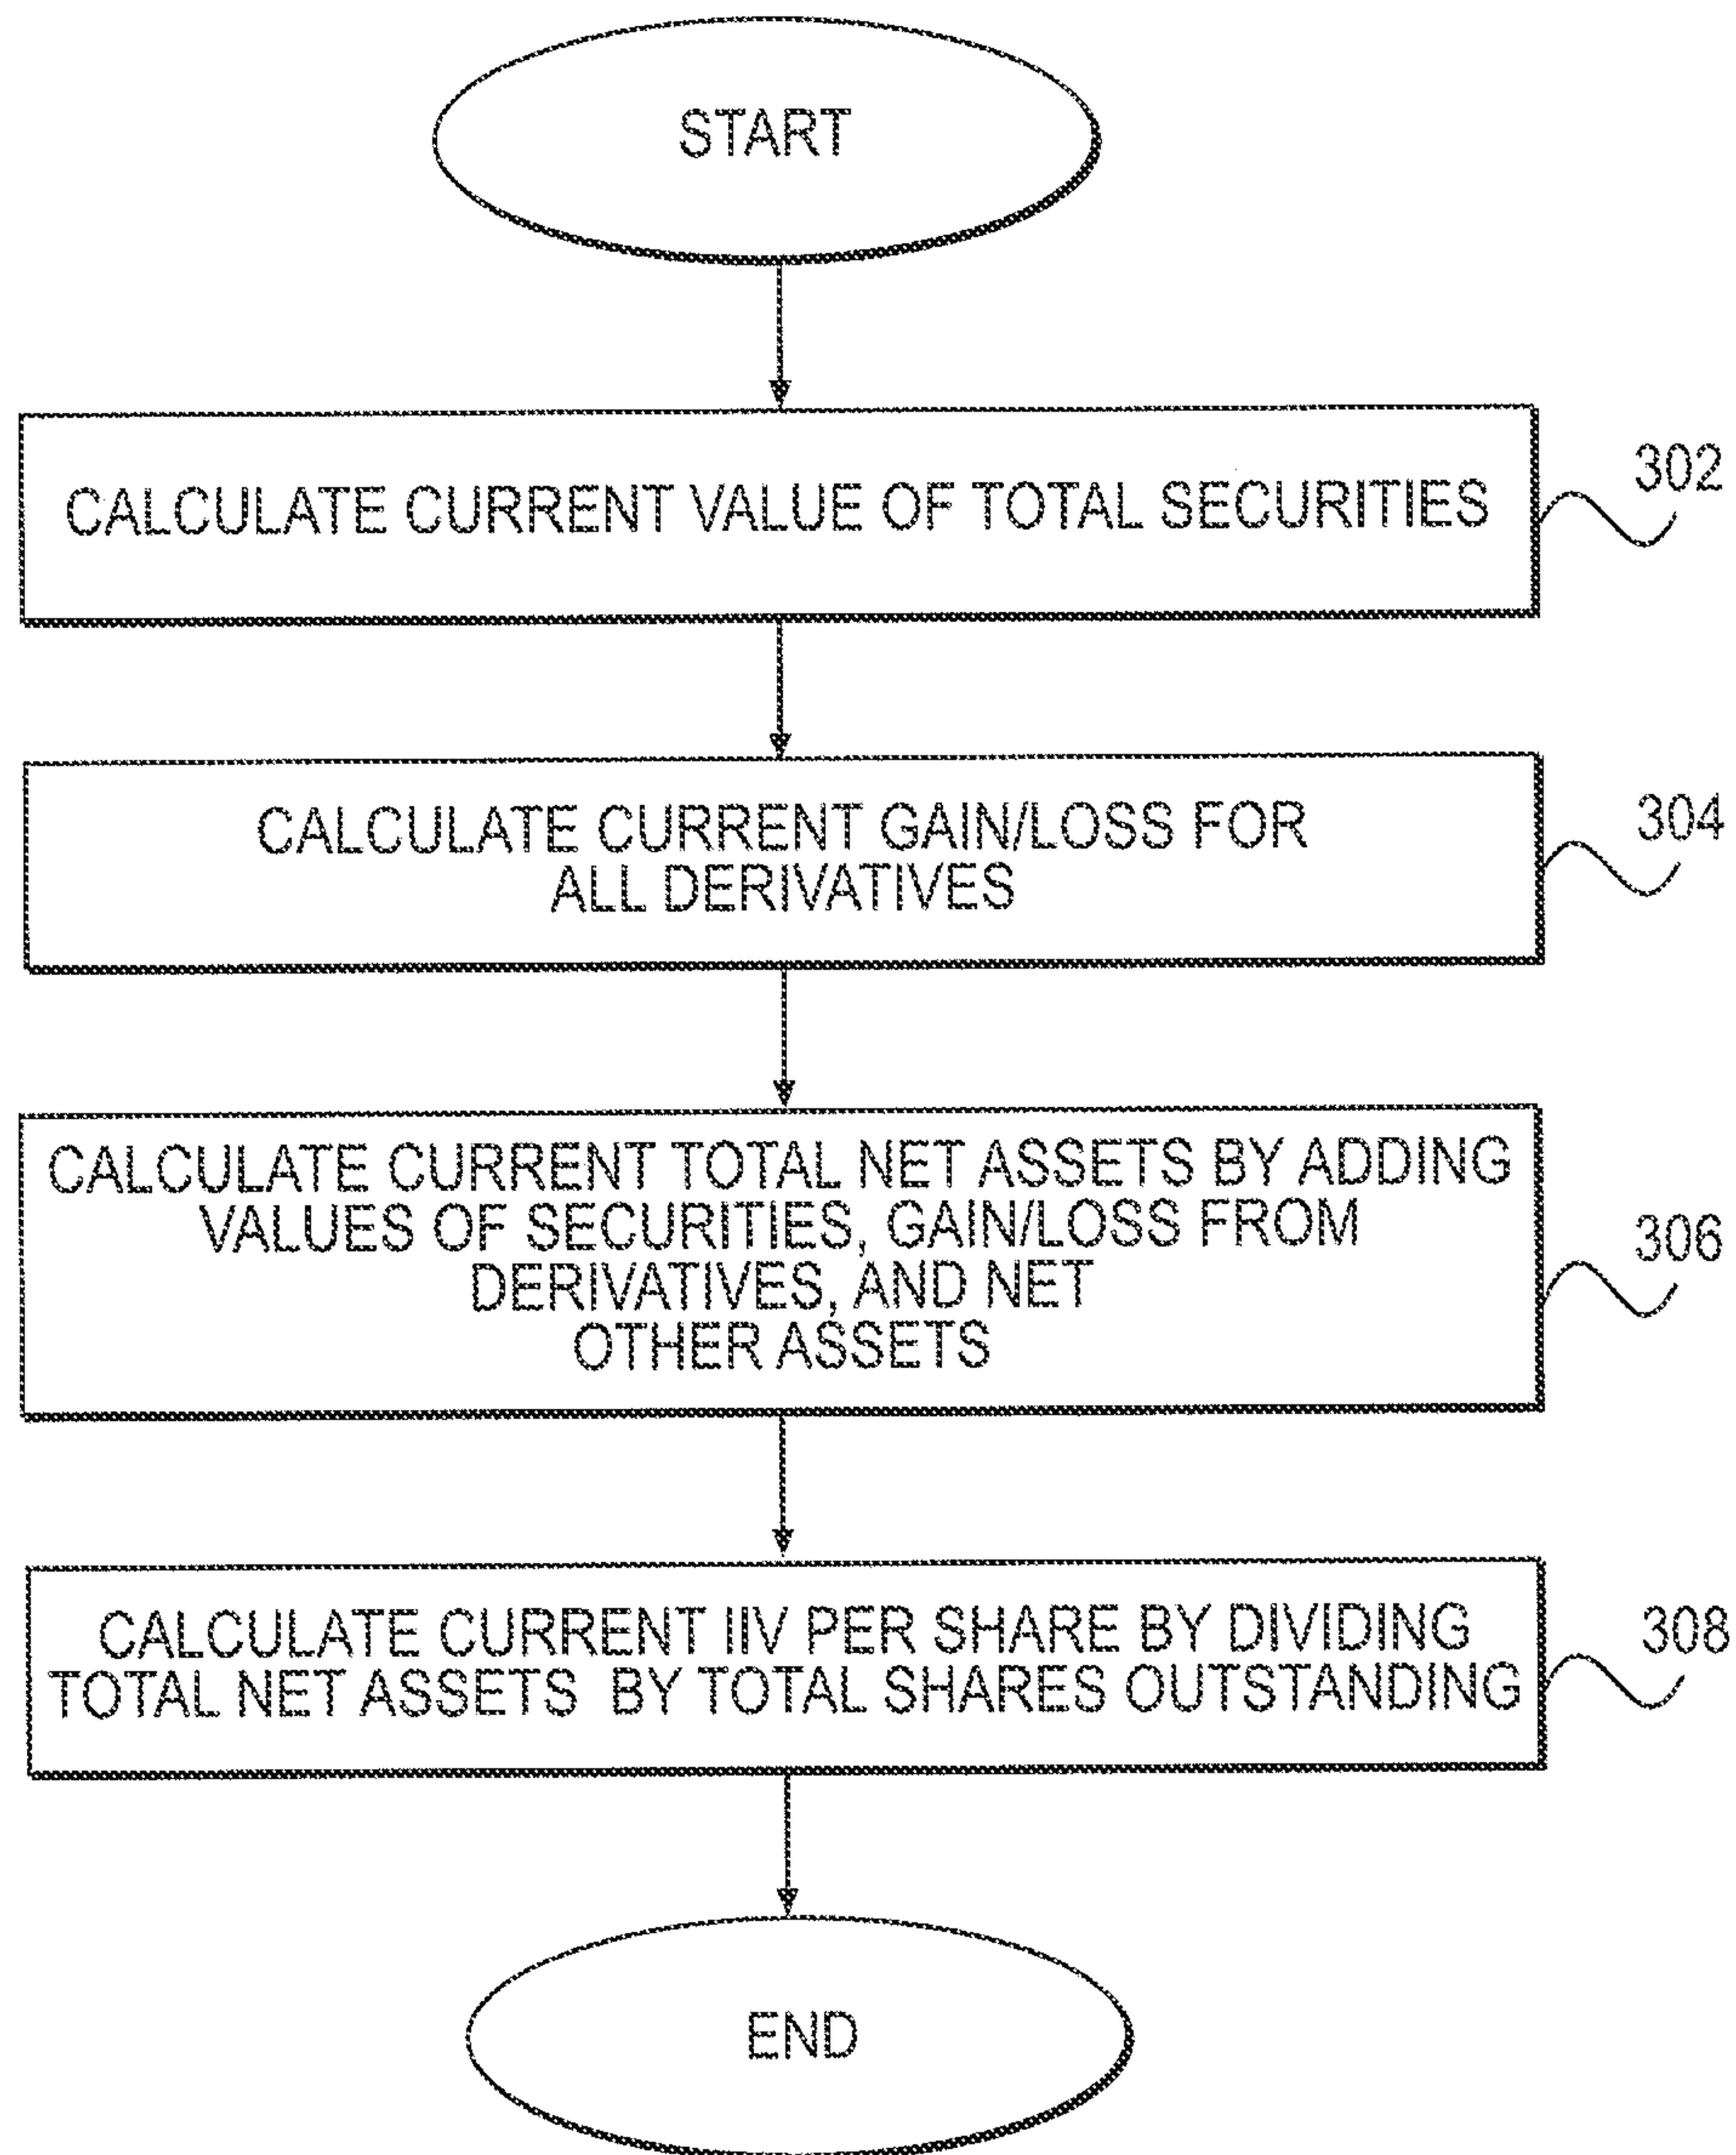 START
CALCULATE CURRENT VALUE OF TOTAL SECURITIES
302
CALCULATE CURRENT GAIN/LOSS FOR
ALL DERIVATIVES
304
CALCULATE CURRENT TOTAL NET ASSETS BY ADDING
VALUES OF SECURITIES, GAIN/LOSS FROM
DERIVATIVES, AND NET
OTHER ASSETS
306
CALCULATE CURRENT IIV PER SHARE BY DIVIDING
TOTAL NET ASSETS BY TOTAL SHARES OUTSTANDING
308
END